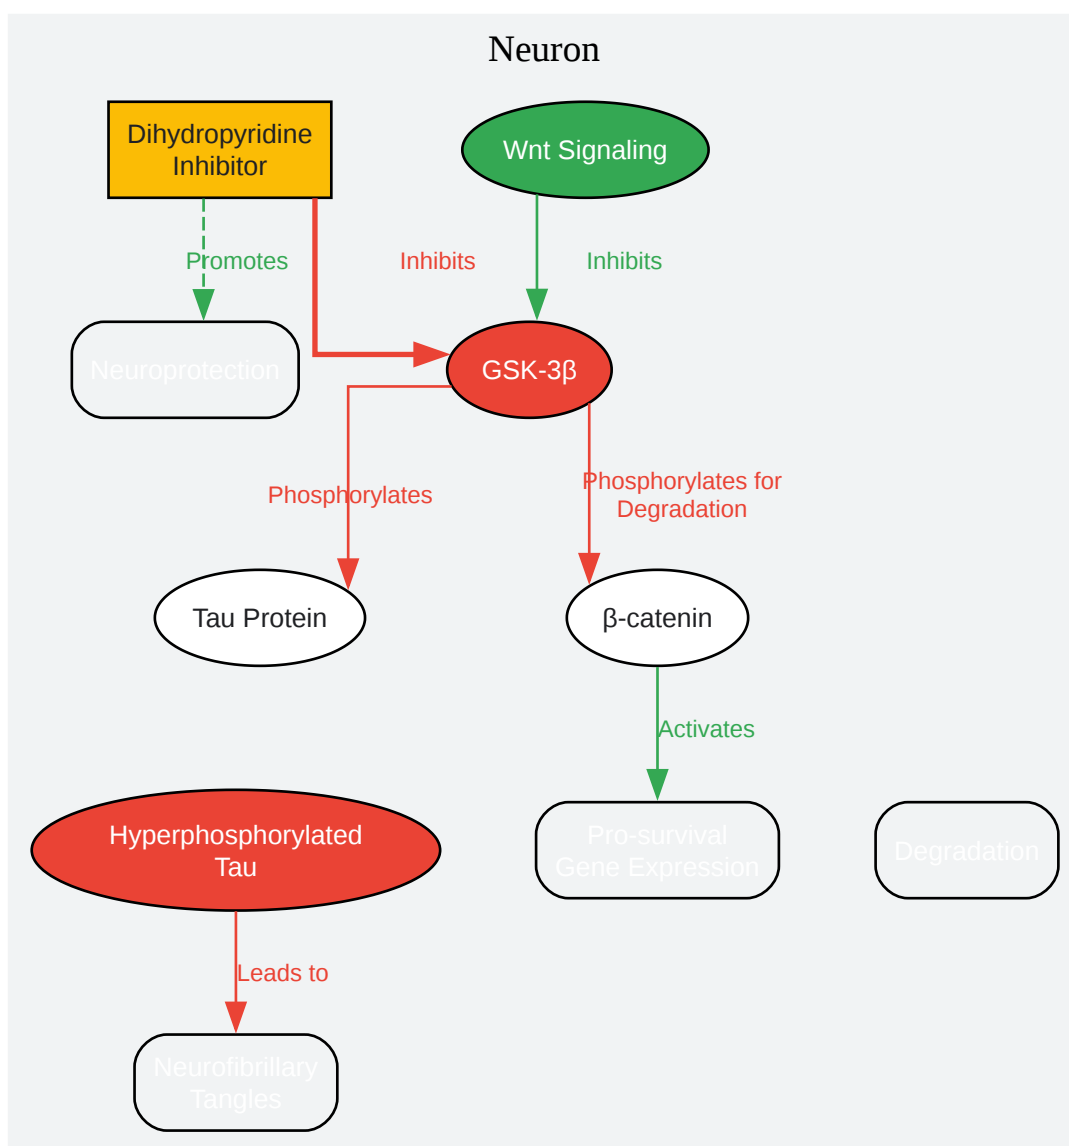 Neuron
Dihydropyridine
Inhibitor
Wnt Signaling
Promotes
Inhibits
Inhibits
Neuroprotection
GSK-3β
Phosphorylates
Phosphorylates for
Degradation
Tau Protein
β-catenin
Activates
Hyperphosphorylated
Tau
Pro-survival
Gene Expression
Degradation
Leads to
Neurofibrillary
Tangles